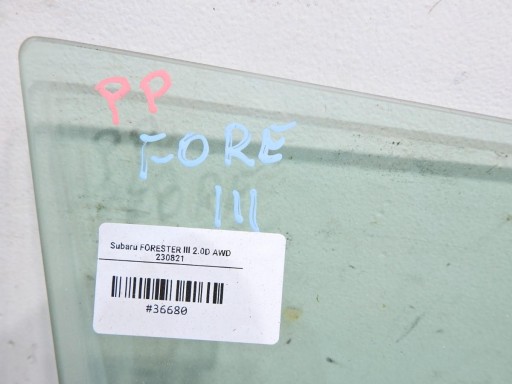 PP
FORE
III
Subaru FORESTER III 2.0D AWD
230821
#36680